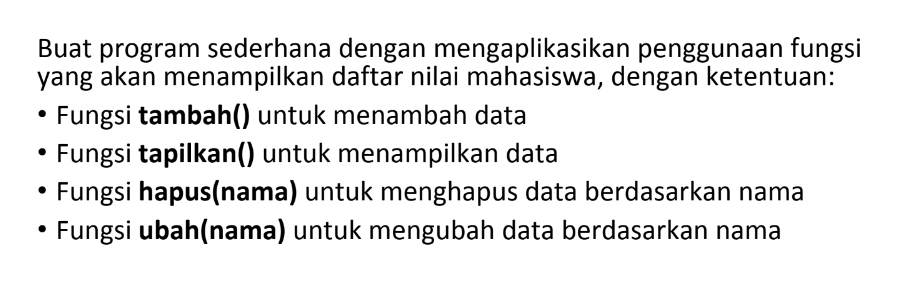 Buat program sederhana dengan mengaplikasikan penggunaan fungsi
yang akan menampilkan daftar nilai mahasiswa, dengan ketentuan:
• Fungsi tambah() untuk menambah data
• Fungsi tapilkan() untuk menampilkan data
• Fungsi hapus(nama) untuk menghapus data berdasarkan nama
• Fungsi ubah(nama) untuk mengubah data berdasarkan nama